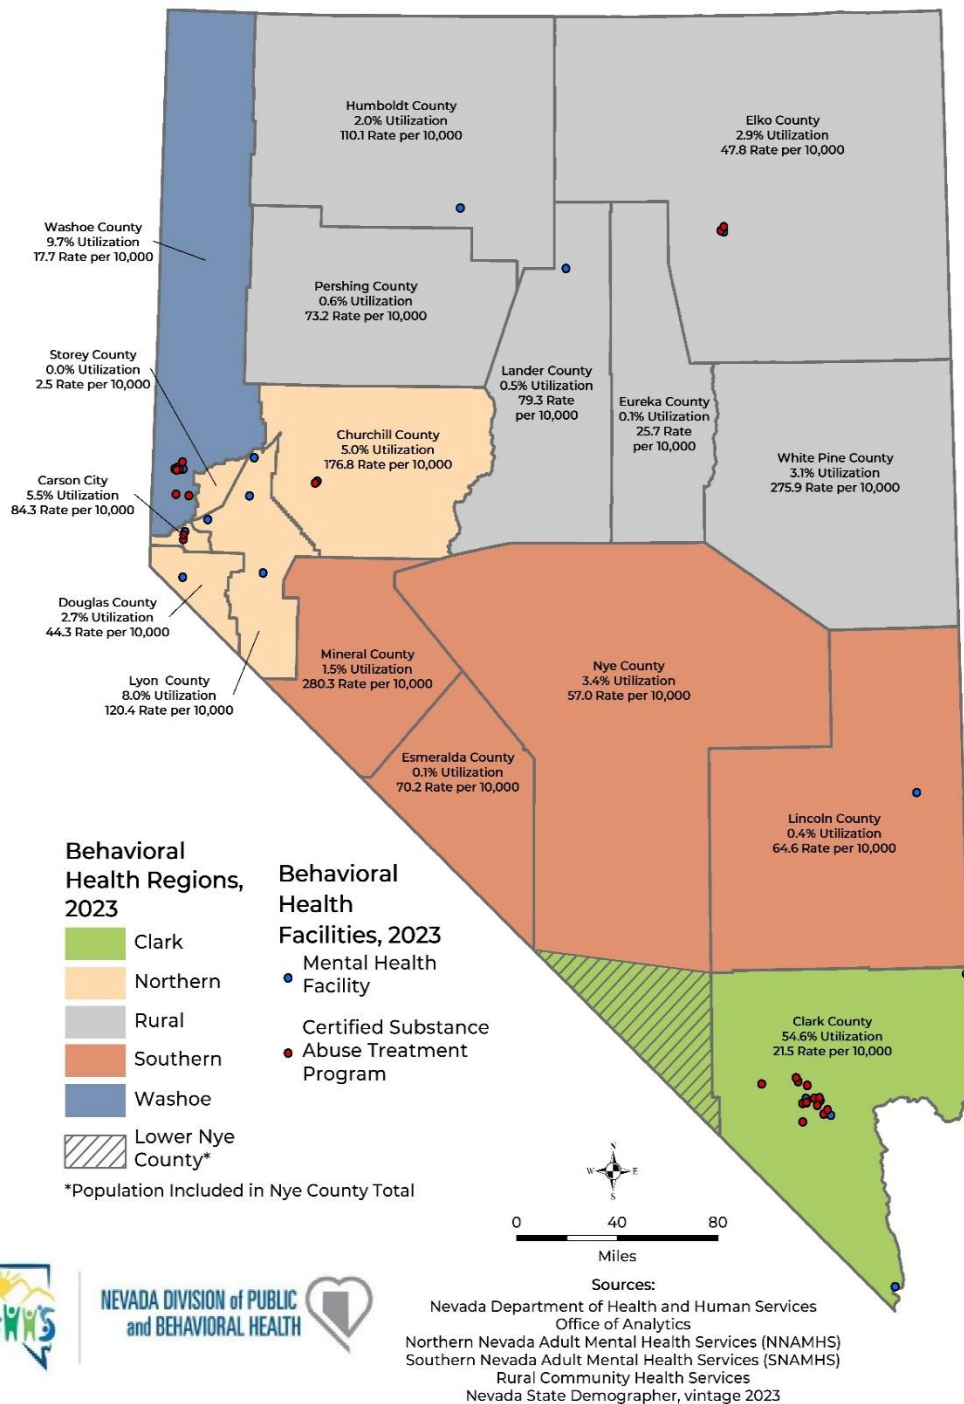 Humboldt County
2.0% Utilization
110.1 Rate per 10,000
Elko County
2.9% Utilization
47.8 Rate per 10,000
Washoe County
9.7% Utilization
17.7 Rate per 10,000
Pershing County
0.6% Utilization
73.2 Rate per 10,000
Storey County
0.0% Utilization
2.5 Rate per 10,000
Lander County
0.5% Utilization
79.3 Rate
per 10,000
Eureka County
0.1% Utilization
25.7 Rate
per 10,000
Churchill County
5.0% Utilization
176.8 Rate per 10,000
White Pine County
3.1% Utilization
275.9 Rate per 10,000
Carson City
5.5% Utilization
84.3 Rate per 10,000
Douglas County
2.7% Utilization
44.3 Rate per 10,000
Lyon County
8.0% Utilization
120.4 Rate per 10,000
Mineral County
1.5% Utilization
280.3 Rate per 10,000
Nye County
3.4% Utilization
57.0 Rate per 10,000
Esmeralda County
0.1% Utilization
70.2 Rate per 10,000
Lincoln County
0.4% Utilization
64.6 Rate per 10,000
Clark County
54.6% Utilization
21.5 Rate per 10,000
Behavioral
Health Regions,
2023
Clark
Northern
Rural
Southern
Washoe
Lower Nye
County*
*Population Included in Nye County Total
Behavioral
Health
Facilities, 2023
Mental Health
Facility
Certified Substance
Abuse Treatment
Program
N
W E
S
0 40 80
Miles
NEVADA DIVISION of PUBLIC
and BEHAVIORAL HEALTH
Sources:
Nevada Department of Health and Human Services
Office of Analytics
Northern Nevada Adult Mental Health Services (NNAMHS)
Southern Nevada Adult Mental Health Services (SNAMHS)
Rural Community Health Services
Nevada State Demographer, vintage 2023